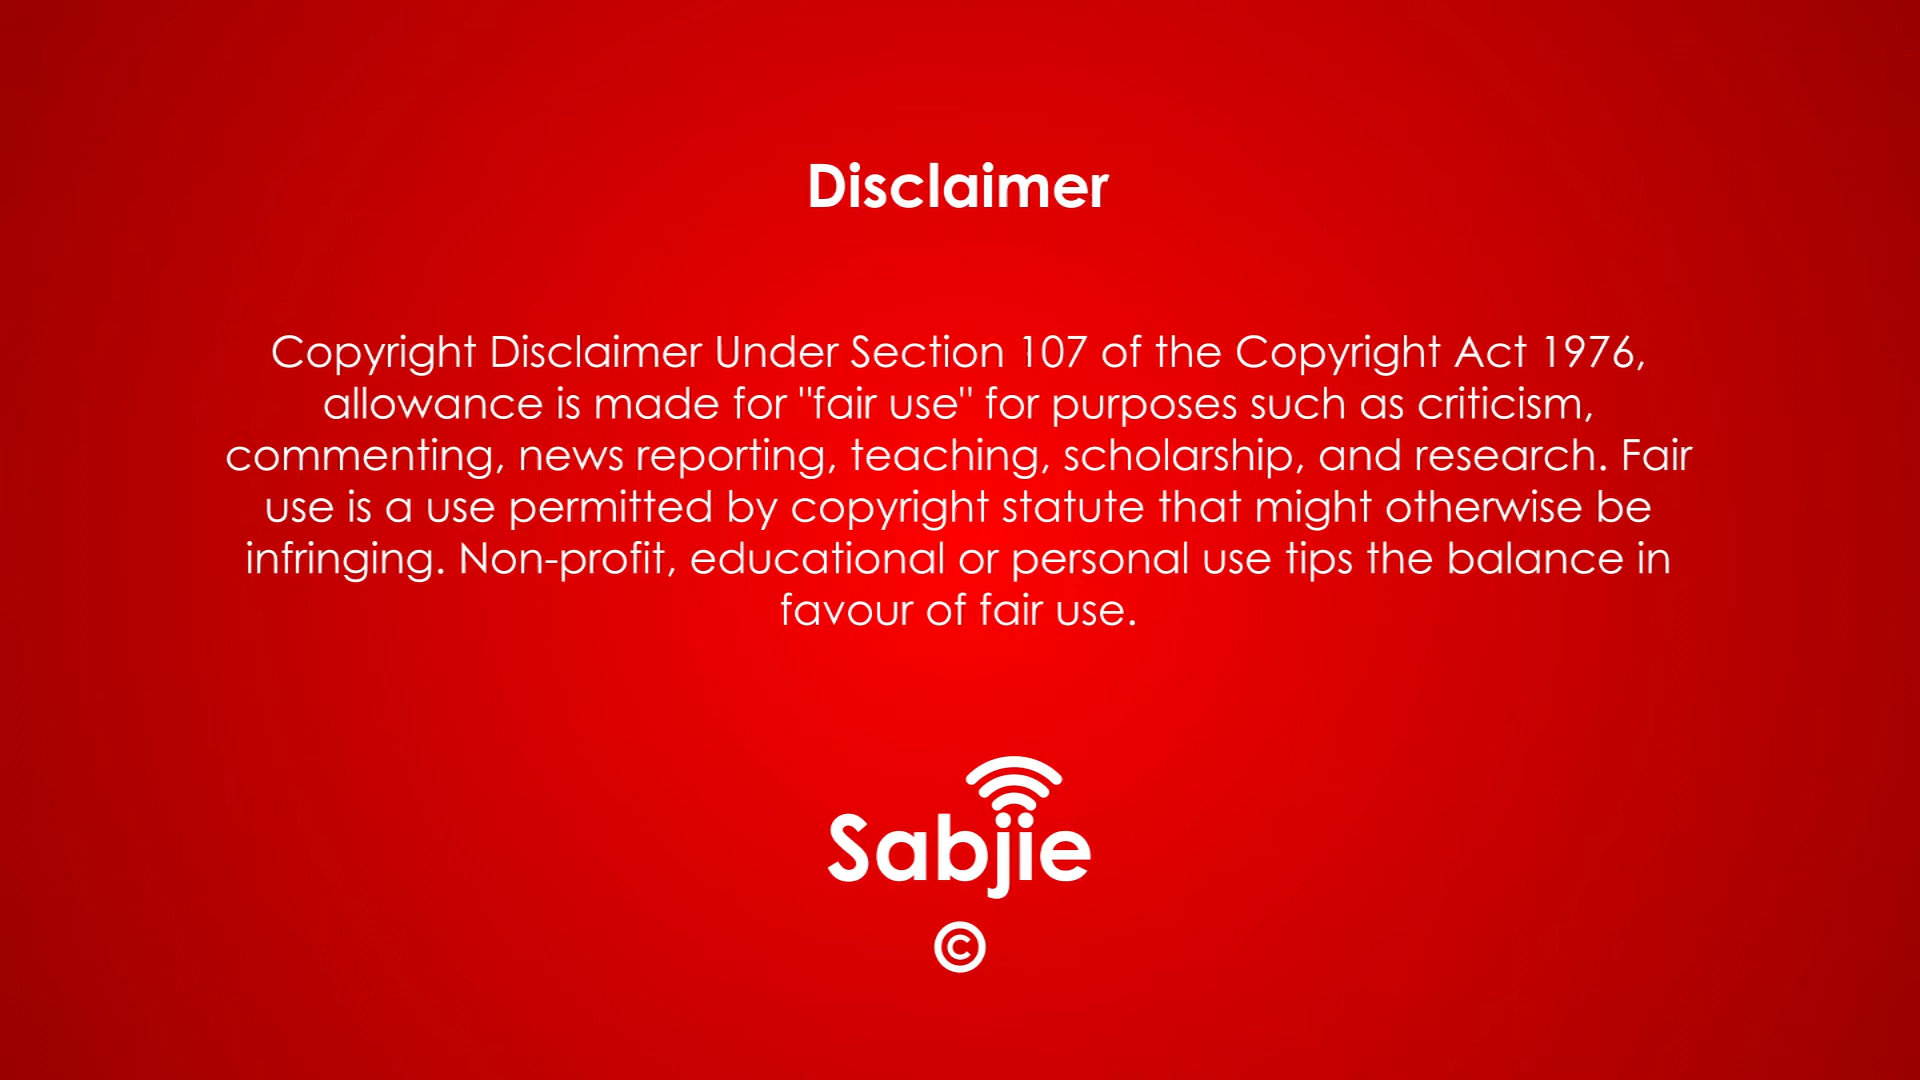 Disclaimer
Copyright Disclaimer Under Section 107 of the Copyright Act 1976,
allowance is made for "fair use" for purposes such as criticism,
commenting, news reporting, teaching, scholarship, and research. Fair
use is a use permitted by copyright statute that might otherwise be
infringing. Non-profit, educational or personal use tips the balance in
favour of fair use.
Sabjie
©